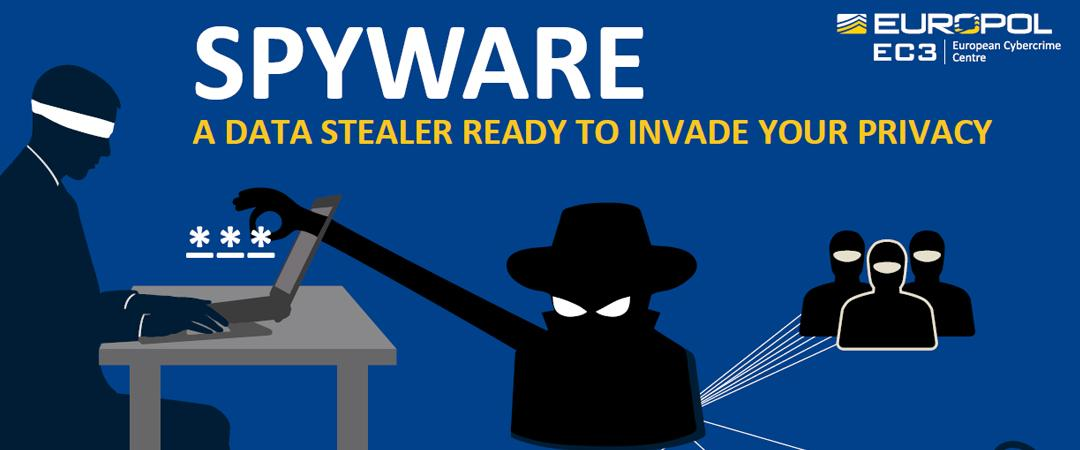 SPYWARE
A DATA STEALER READY TO INVADE YOUR PRIVACY
EUROPOL
EC3 | European Cybercrime
Centre
***